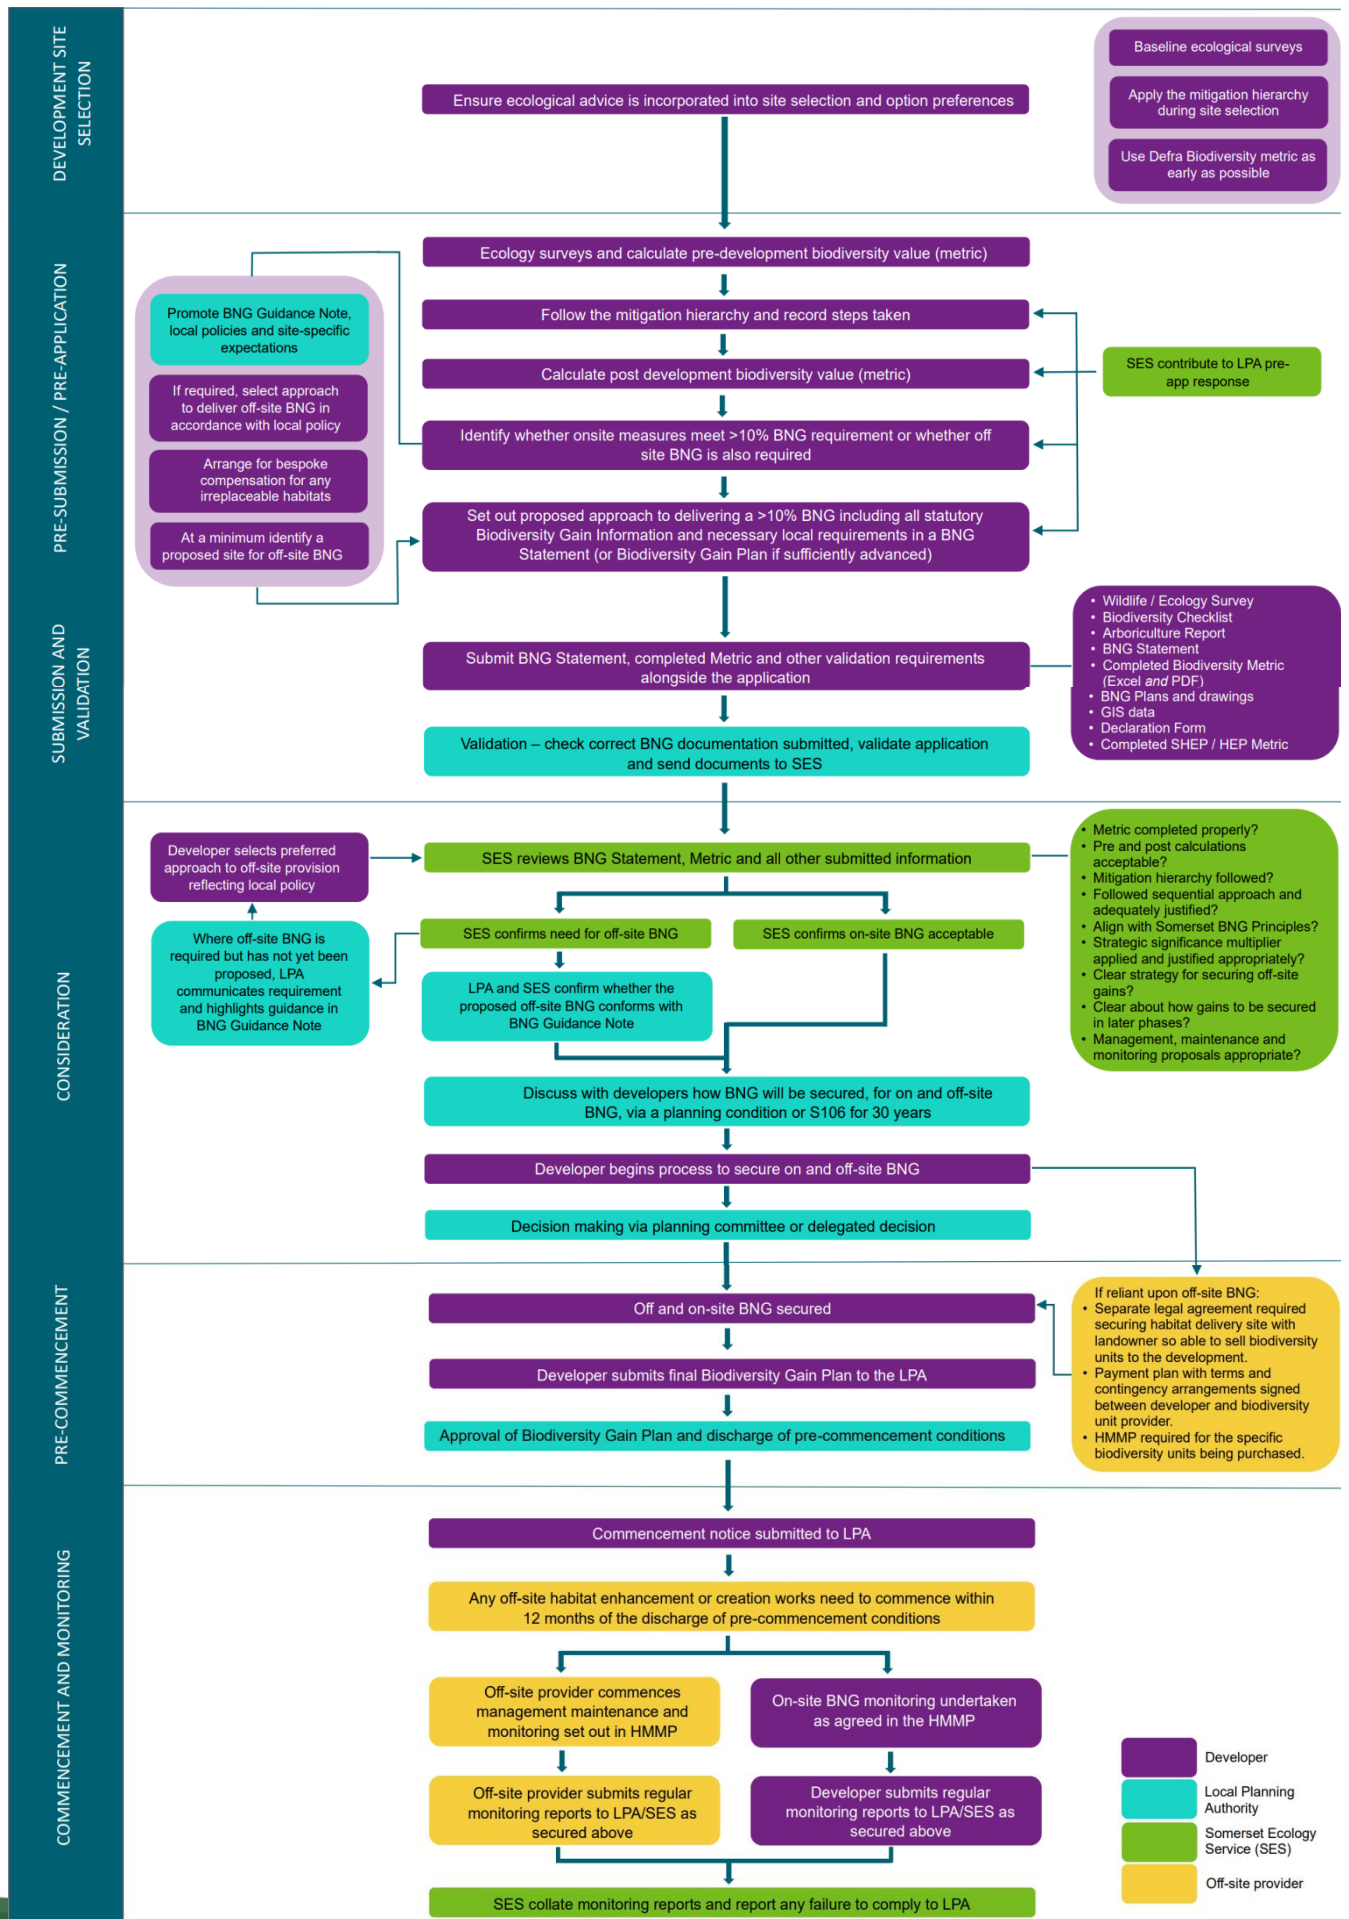 DEVELOPMENT SITE
SELECTION
Ensure ecological advice is incorporated into site selection and option preferences
Baseline ecological surveys
Apply the mitigation hierarchy
during site selection
Use Defra Biodiversity metric as
early as possible
PRE-SUBMISSION / PRE-APPLICATION
Ecology surveys and calculate pre-development biodiversity value (metric)
Follow the mitigation hierarchy and record steps taken
Calculate post development biodiversity value (metric)
Identify whether onsite measures meet >10% BNG requirement or whether off
site BNG is also required
Set out proposed approach to delivering a >10% BNG including all statutory
Biodiversity Gain Information and necessary local requirements in a BNG
Statement (or Biodiversity Gain Plan if sufficiently advanced)
Promote BNG Guidance Note,
local policies and site-specific
expectations
If required, select approach
to deliver off-site BNG in
accordance with local policy
Arrange for bespoke
compensation for any
irreplaceable habitats
At a minimum identify a
proposed site for off-site BNG
SES contribute to LPA pre-
app response
SUBMISSION AND
VALIDATION
Submit BNG Statement, completed Metric and other validation requirements
alongside the application
Validation – check correct BNG documentation submitted, validate application
and send documents to SES
• Wildlife / Ecology Survey
• Biodiversity Checklist
• Arboriculture Report
• BNG Statement
• Completed Biodiversity Metric
(Excel and PDF)
• BNG Plans and drawings
• GIS data
• Declaration Form
• Completed SHEP / HEP Metric
CONSIDERATION
Developer selects preferred
approach to off-site provision
reflecting local policy
SES reviews BNG Statement, Metric and all other submitted information
Where off-site BNG is
required but has not yet been
proposed, LPA
communicates requirement
and highlights guidance in
BNG Guidance Note
SES confirms need for off-site BNG
SES confirms on-site BNG acceptable
LPA and SES confirm whether the
proposed off-site BNG conforms with
BNG Guidance Note
• Metric completed properly?
• Pre and post calculations
acceptable?
• Mitigation hierarchy followed?
• Followed sequential approach and
adequately justified?
• Align with Somerset BNG Principles?
• Strategic significance multiplier
applied and justified appropriately?
• Clear strategy for securing off-site
gains?
• Clear about how gains to be secured
in later phases?
• Management, maintenance and
monitoring proposals appropriate?
Discuss with developers how BNG will be secured, for on and off-site
BNG, via a planning condition or S106 for 30 years
Developer begins process to secure on and off-site BNG
Decision making via planning committee or delegated decision
PRE-COMMENCEMENT
Off and on-site BNG secured
Developer submits final Biodiversity Gain Plan to the LPA
Approval of Biodiversity Gain Plan and discharge of pre-commencement conditions
If reliant upon off-site BNG:
• Separate legal agreement required
securing habitat delivery site with
landowner so able to sell biodiversity
units to the development.
• Payment plan with terms and
contingency arrangements signed
between developer and biodiversity
unit provider.
• HMMP required for the specific
biodiversity units being purchased.
COMMENCEMENT AND MONITORING
Commencement notice submitted to LPA
Any off-site habitat enhancement or creation works need to commence within
12 months of the discharge of pre-commencement conditions
Off-site provider commences
management maintenance and
monitoring set out in HMMP
On-site BNG monitoring undertaken
as agreed in the HMMP
Off-site provider submits regular
monitoring reports to LPA/SES as
secured above
Developer submits regular
monitoring reports to LPA/SES as
secured above
SES collate monitoring reports and report any failure to comply to LPA
Developer
Local Planning
Authority
Somerset Ecology
Service (SES)
Off-site provider